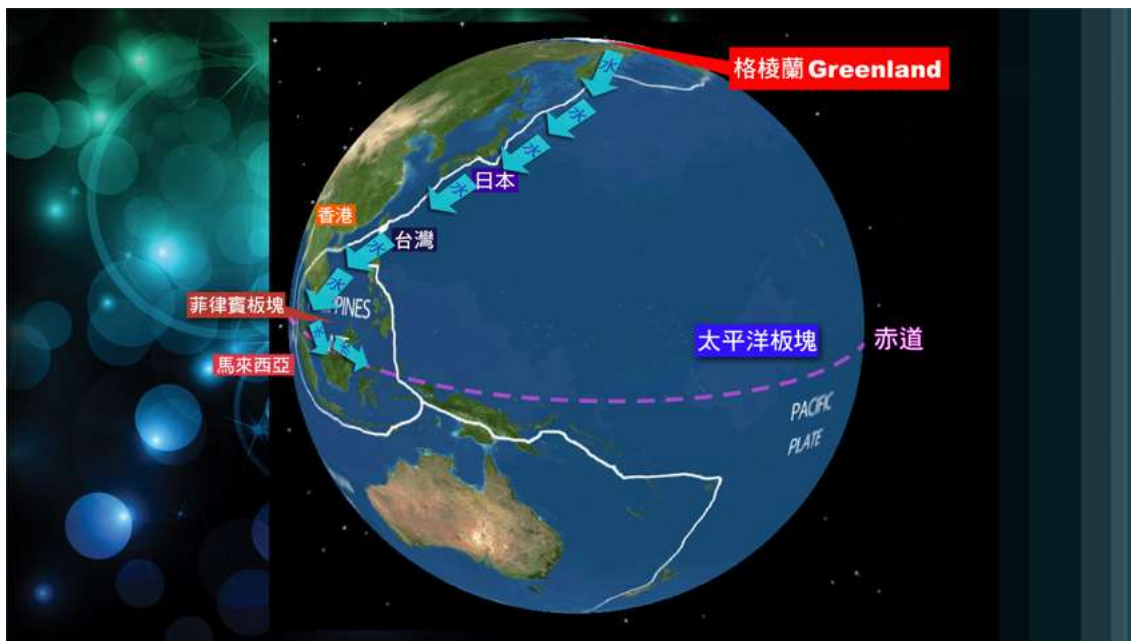 格棱蘭 Greenland
水
水
水
日本
水
香港
台灣
水
水
菲律賓板塊
PINES
水
馬來西亞
太平洋板塊
赤道
PACIFIC
PLATE